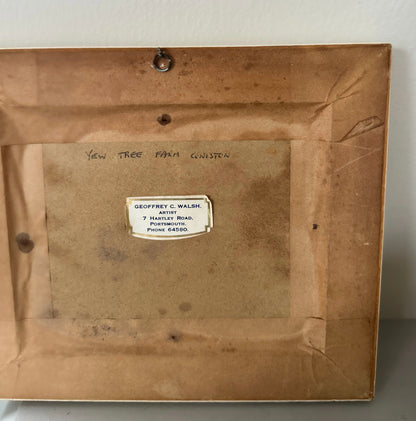 YEW TREE FARM CONISTON
GEOFFREY C. WALSH.
ARTIST
7 HARTLEY ROAD,
PORTSMOUTH.
PHONE 64580.